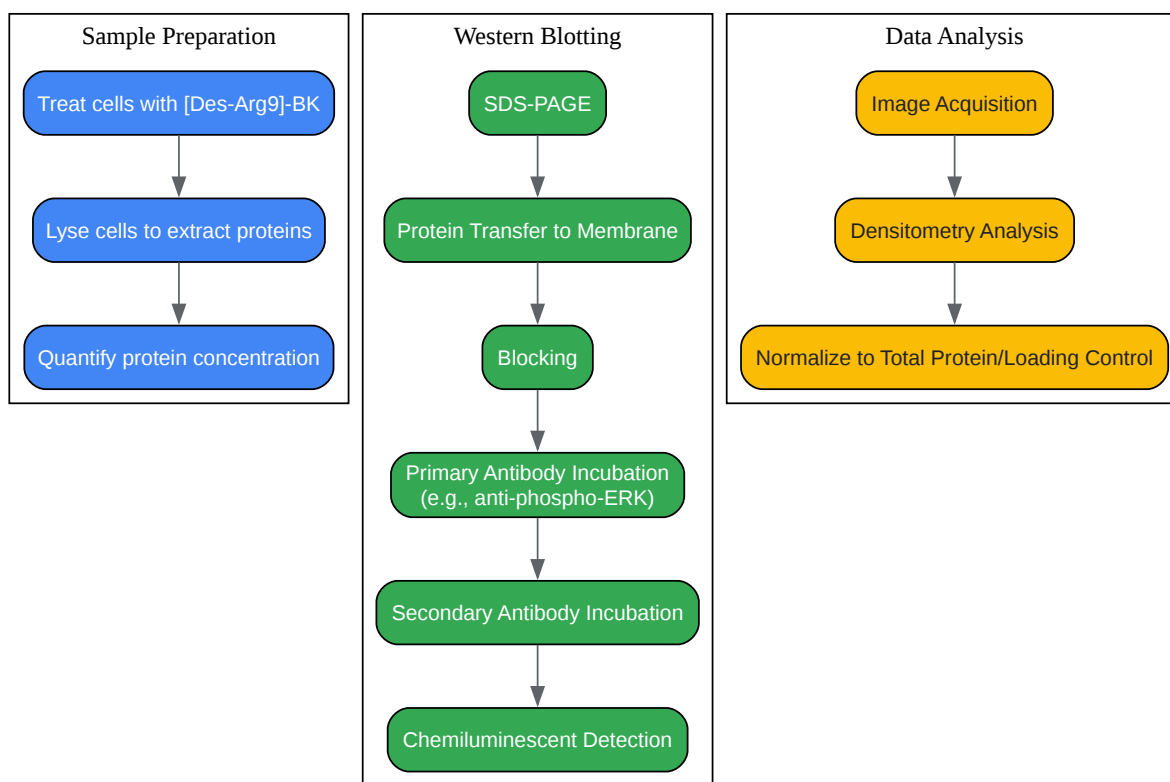 Sample Preparation
Treat cells with [Des-Arg9]-BK
Lyse cells to extract proteins
Quantify protein concentration
Western Blotting
SDS-PAGE
Protein Transfer to Membrane
Blocking
Primary Antibody Incubation
(e.g., anti-phospho-ERK)
Secondary Antibody Incubation
Chemiluminescent Detection
Data Analysis
Image Acquisition
Densitometry Analysis
Normalize to Total Protein/Loading Control